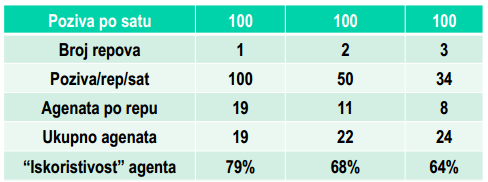 Poziva po satu 100 100 100
Broj repova 1 2 3
Poziva/rep/sat 100 50 34
Agenata po repu 19 11 8
Ukupno agenata 19 22 24
“Iskoristivost” agenta 79% 68% 64%